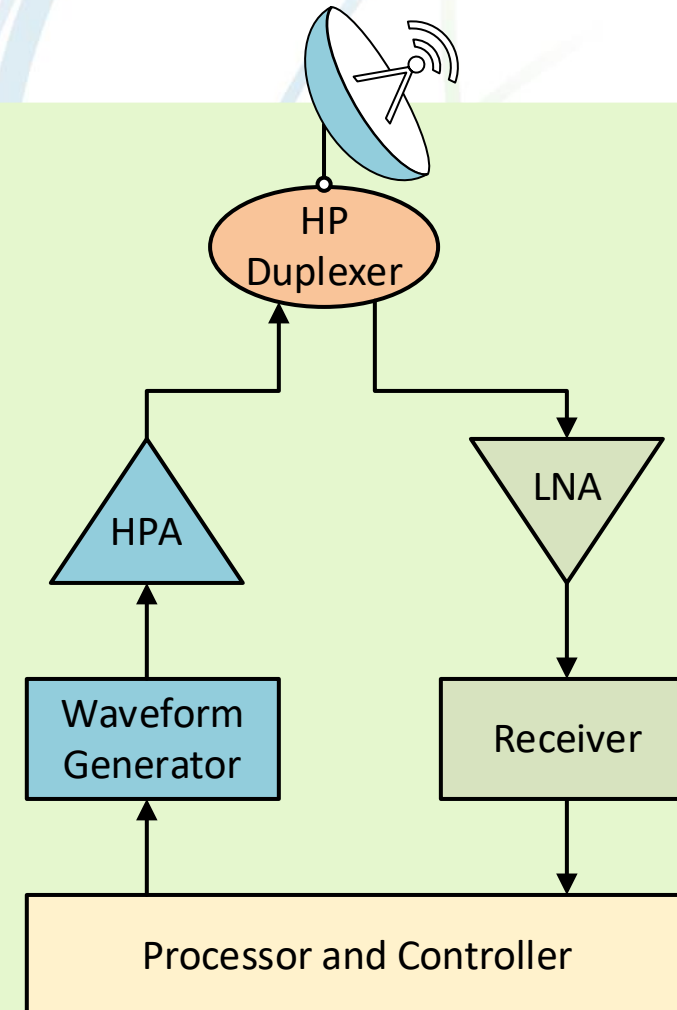 HP
Duplexer
HPA
LNA
Waveform
Generator
Receiver
Processor and Controller